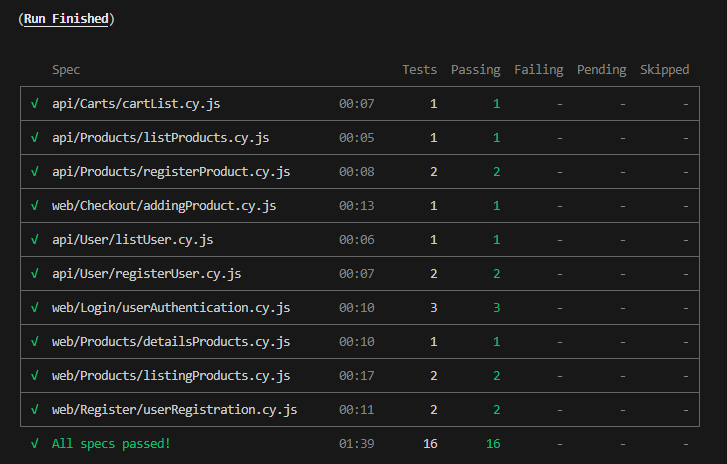 (Run Finished)
Spec Tests Passing Failing Pending Skipped
√ api/Carts/cartList.cy.js 00:07 1 1 - - -
√ api/Products/listProducts.cy.js 00:05 1 1 - - -
√ api/Products/registerProduct.cy.js 00:08 2 2 - - -
√ web/Checkout/addingProduct.cy.js 00:13 1 1 - - -
√ api/User/listUser.cy.js 00:06 1 1 - - -
√ api/User/registerUser.cy.js 00:07 2 2 - - -
√ web/Login/userAuthentication.cy.js 00:10 3 3 - - -
√ web/Products/detailsProducts.cy.js 00:10 1 1 - - -
√ web/Products/listingProducts.cy.js 00:17 2 2 - - -
√ web/Register/userRegistration.cy.js 00:11 2 2 - - -
√ All specs passed! 01:39 16 16 - - -